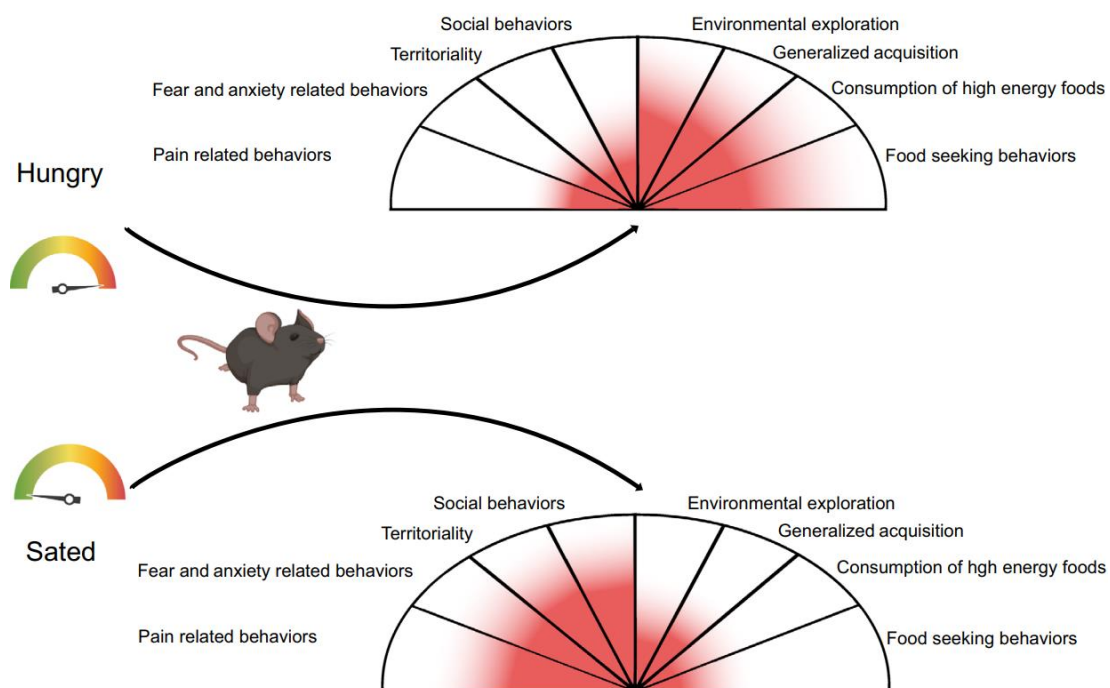 Social behaviors
Environmental exploration
Territoriality
Generalized acquisition
Fear and anxiety related behaviors
Consumption of high energy foods
Pain related behaviors
Food seeking behaviors
Hungry
Sated
Social behaviors
Environmental exploration
Territoriality
Generalized acquisition
Fear and anxiety related behaviors
Consumption of hgh energy foods
Pain related behaviors
Food seeking behaviors